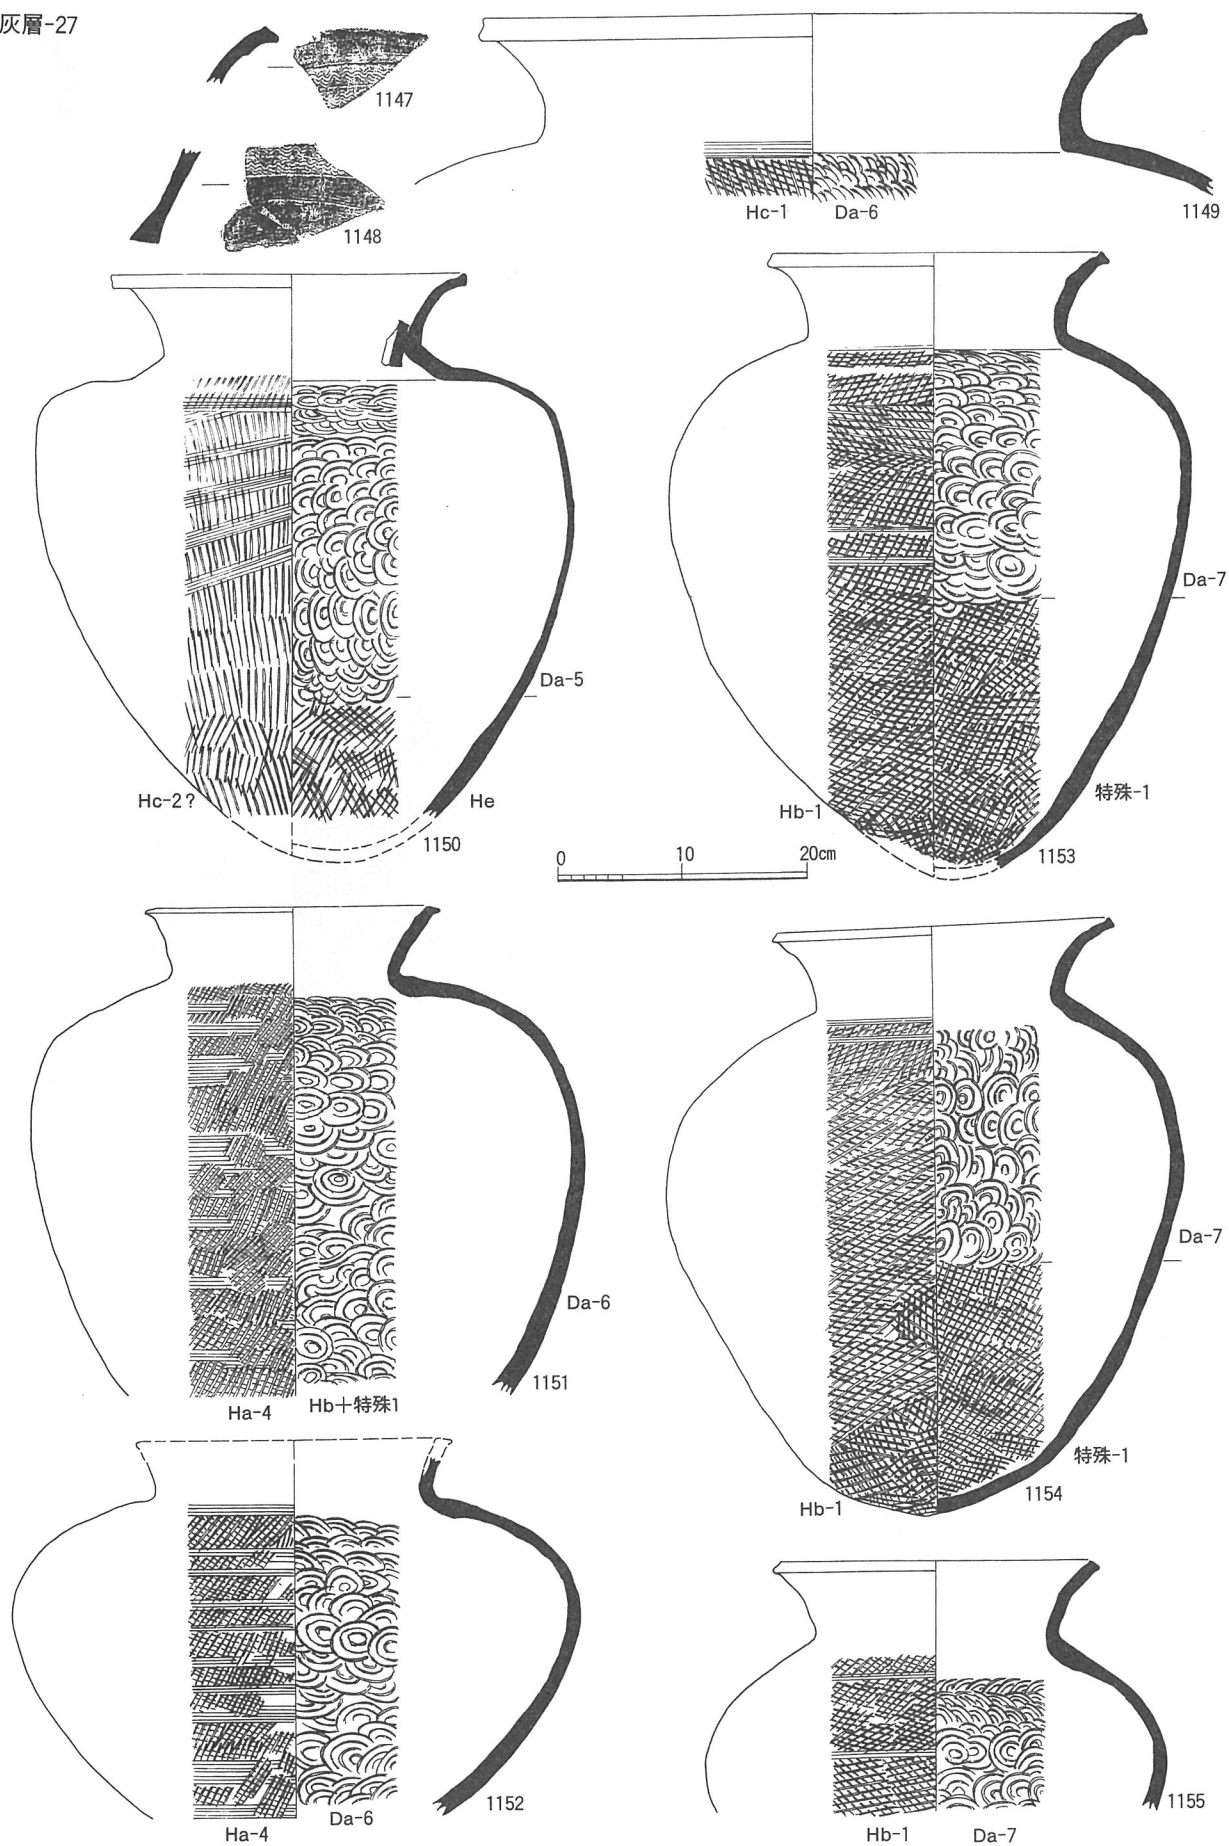 灰層-27
1147
1148
Hc-1
Da-6
1149
Hc-2?
Da-5
He
1150
0
10
20cm
Da-7
Hb-1
特殊-1
1153
Ha-4
Hb+特殊1
Da-6
1151
Da-7
Hb-1
特殊-1
1154
Ha-4
Da-6
1152
Hb-1
Da-7
1155